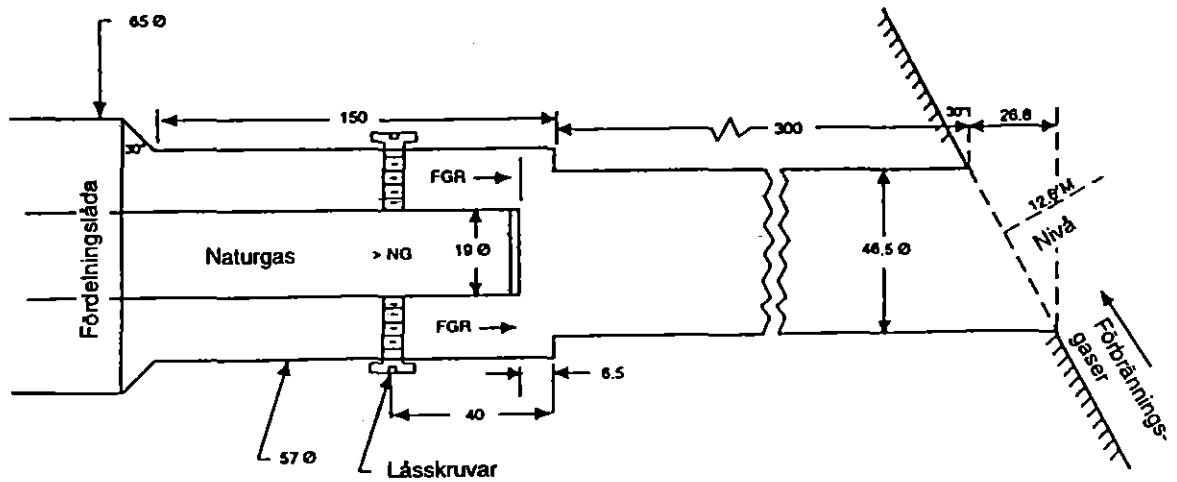 65 Ø
150
300
30°
26.8
30°
FGR
12,6 M
Nivå
Fördelningslåda
Naturgas
> NG
19 Ø
46,5 Ø
FGR
Förbrännings-
gaser
6.5
40
57 Ø
Låsskruvar